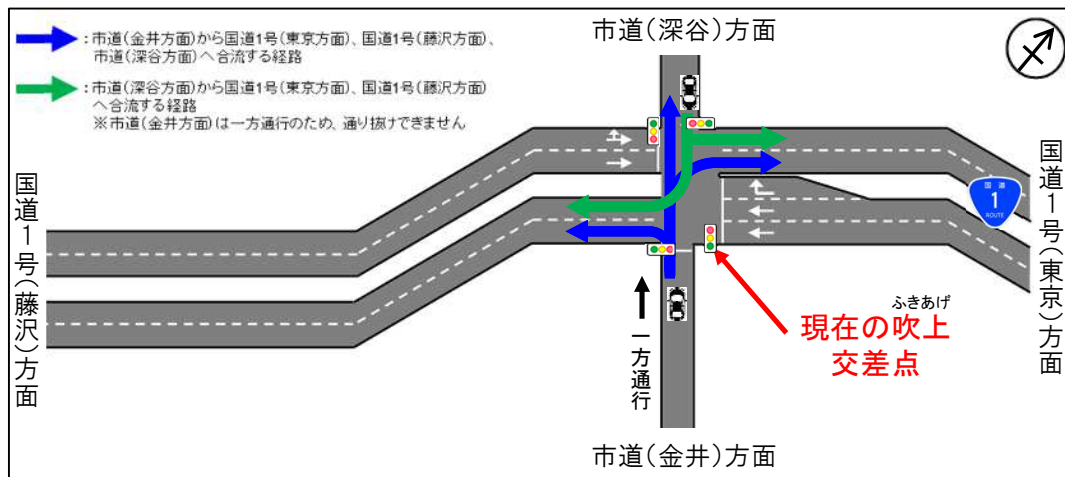 市道(深谷)方面
:市道(金井方面)から国道1号(東京方面)、国道1号(藤沢方面)、
市道(深谷方面)へ合流する経路
:市道(深谷方面)から国道1号(東京方面)、国道1号(藤沢方面)
へ合流する経路
※市道(金井方面)は一方通行のため、通り抜けできません
国道1号(藤沢)方面
国道1号(東京)方面
国道
1
ROUTE
一方通行
ふきあげ
現在の吹上
交差点
市道(金井)方面